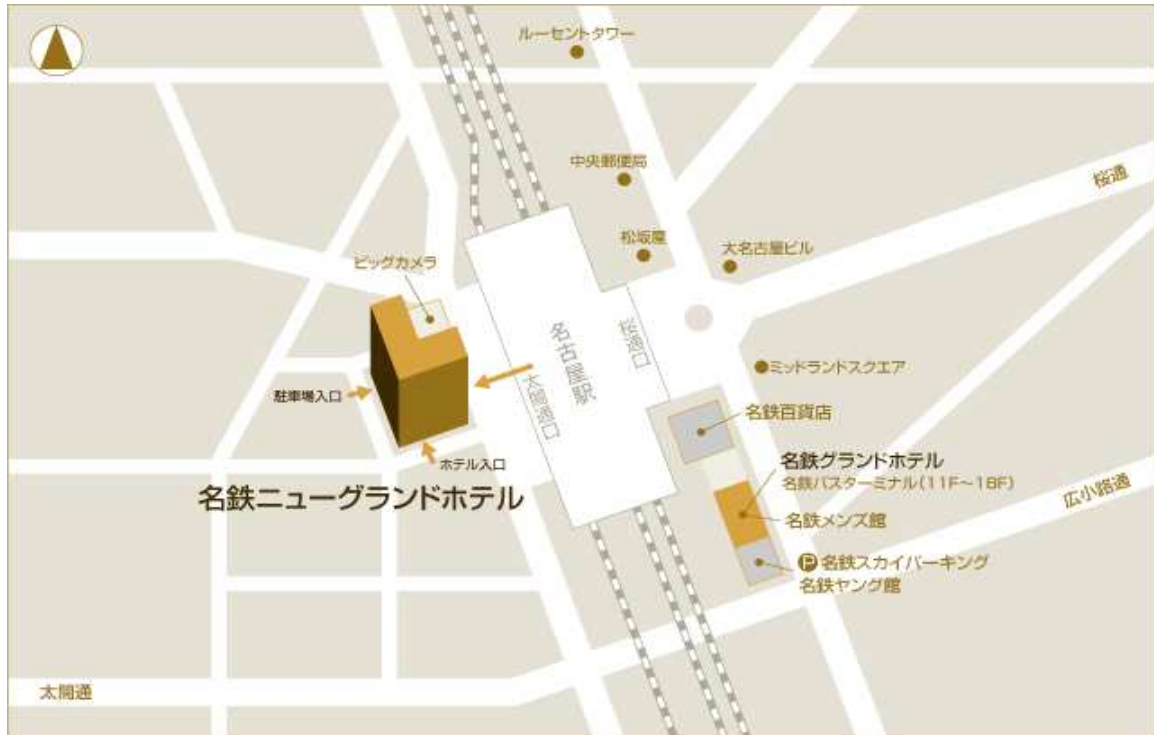 ルーセントタワー
中央郵便局
桜通
松坂屋
大名古屋ビル
ビッグカメラ
名古屋駅
桜通口
太閤通口
ミッドランドスクエア
駐車場入口
名鉄百貨店
ホテル入口
名鉄ニューグランドホテル
名鉄グランドホテル
名鉄バスターミナル(11F〜18F)
広小路通
名鉄メンズ館
P 名鉄スカイパーキング
名鉄ヤング館
太閤通